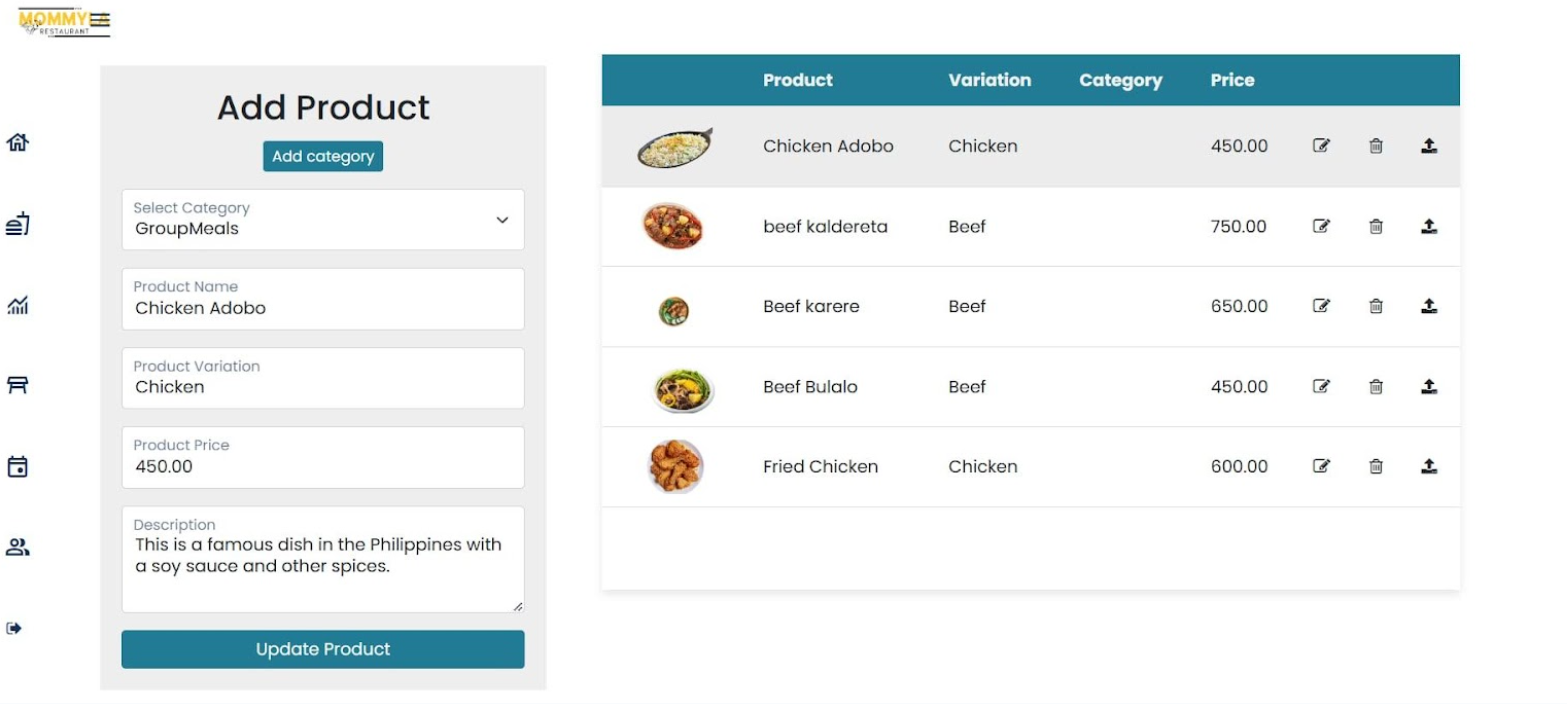 MOMMYLA
RESTAURANT
Add Product
Add category
Select Category
GroupMeals
Product Name
Chicken Adobo
Product Variation
Chicken
Product Price
450.00
Description
This is a famous dish in the Philippines with
a soy sauce and other spices.
Update Product
Product Variation Category Price
Chicken Adobo Chicken 450.00
beef kaldereta Beef 750.00
Beef karere Beef 650.00
Beef Bulalo Beef 450.00
Fried Chicken Chicken 600.00